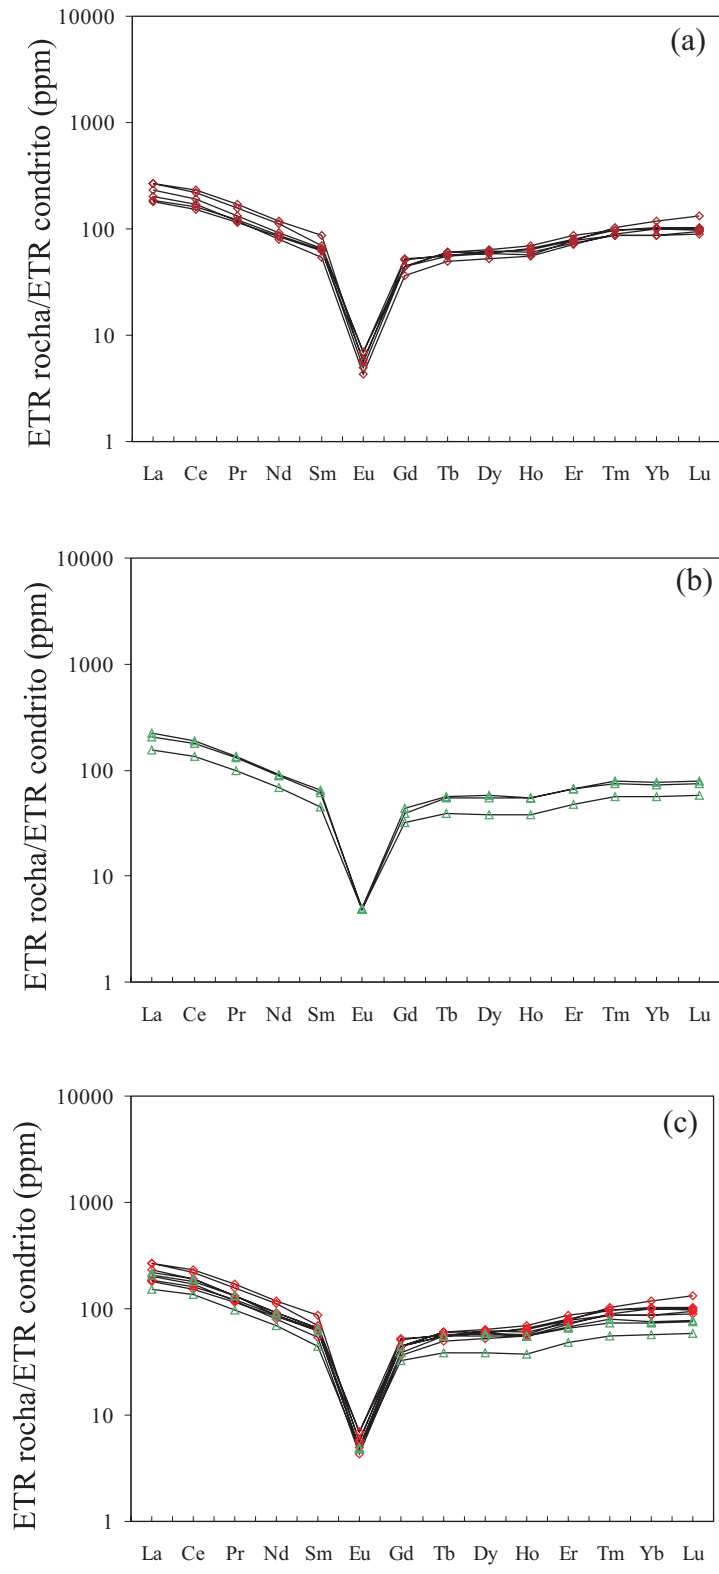 (a)
ETR rocha/ETR condrito (ppm)
10000
1000
100
10
1
La Ce Pr Nd Sm Eu Gd Tb Dy Ho Er Tm Yb Lu
(b)
ETR rocha/ETR condrito (ppm)
10000
1000
100
10
1
La Ce Pr Nd Sm Eu Gd Tb Dy Ho Er Tm Yb Lu
(c)
ETR rocha/ETR condrito (ppm)
10000
1000
100
10
1
La Ce Pr Nd Sm Eu Gd Tb Dy Ho Er Tm Yb Lu